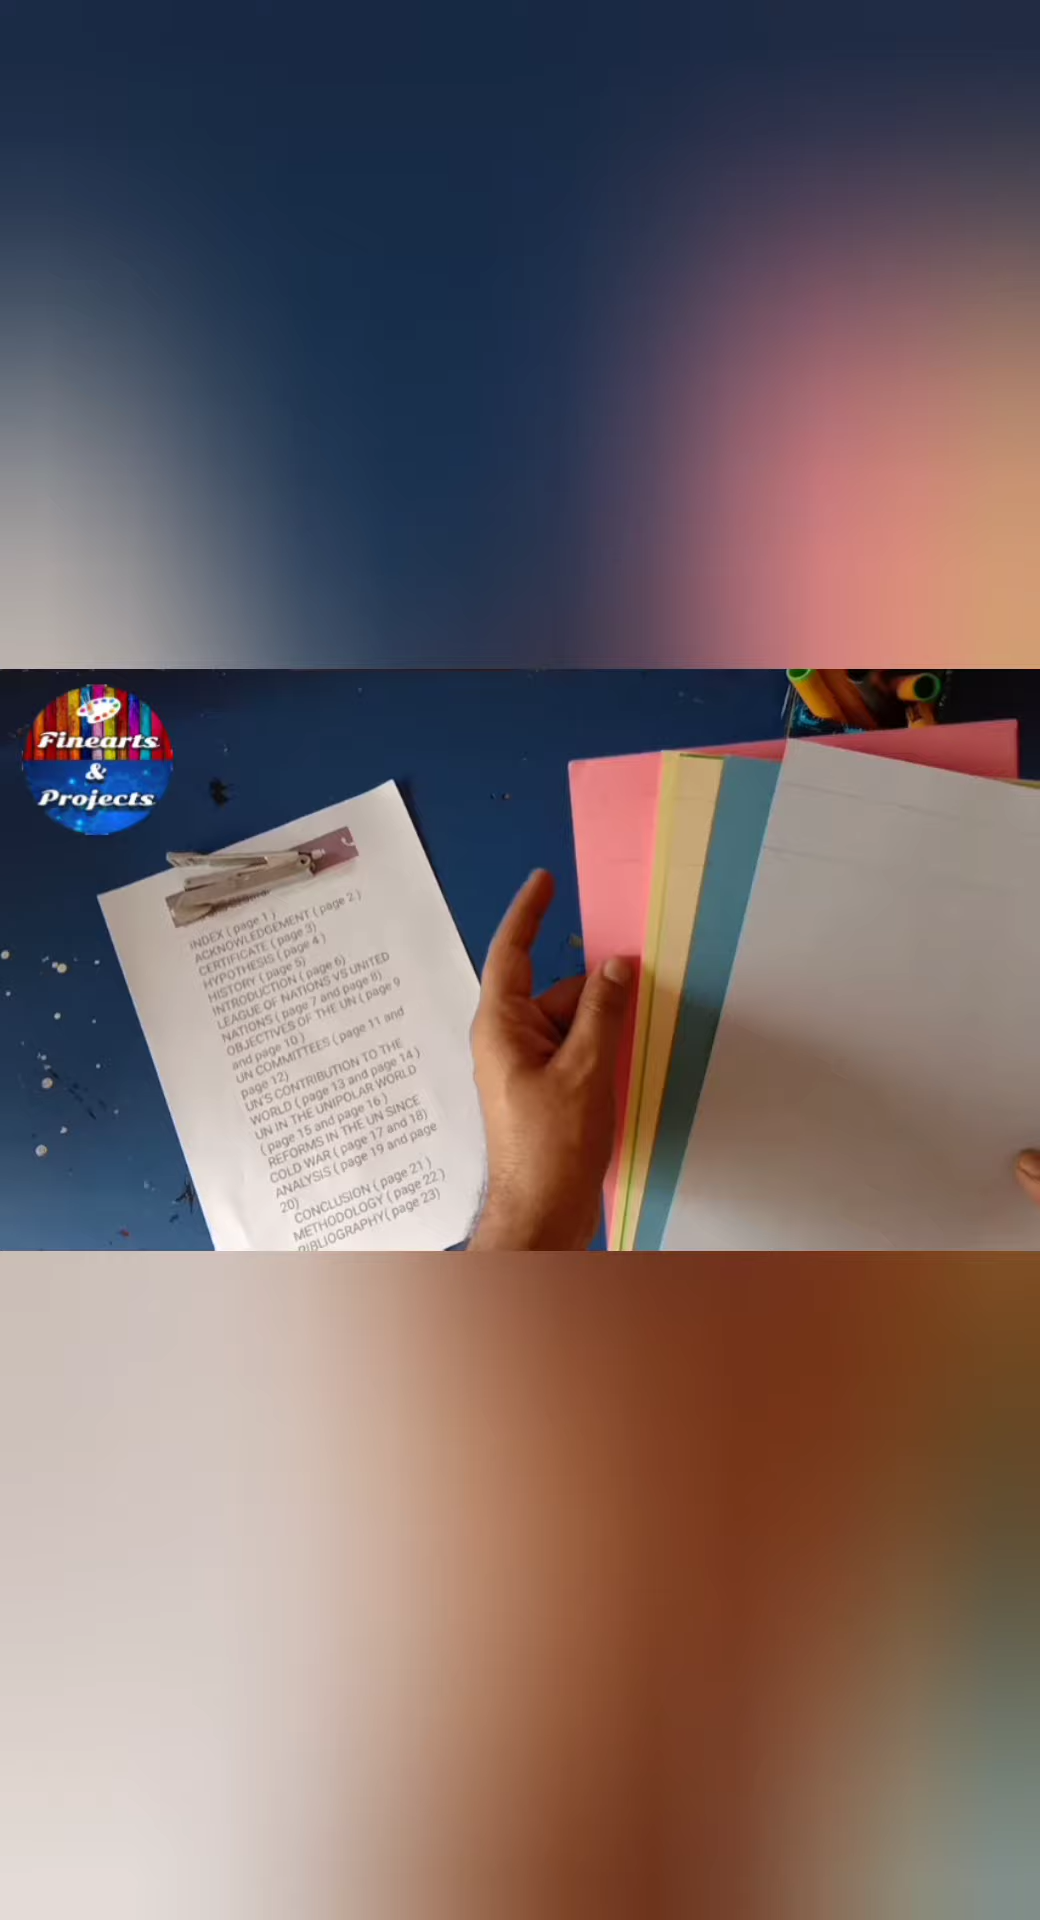 Finearts
&
Projects
INDEX ( page 1 )
ACKNOWLEDGEMENT ( page 2 )
CERTIFICATE ( page 3)
HYPOTHESIS ( page 4 )
HISTORY ( page 5)
INTRODUCTION ( page 6)
LEAGUE OF NATIONS VS UNITED
NATIONS ( page 7 and page 8)
OBJECTIVES OF THE UN ( page 9
and page 10 )
UN COMMITTEES ( page 11 and
page 12)
UN'S CONTRIBUTION TO THE
WORLD ( page 13 and page 14 )
UN IN THE UNIPOLAR WORLD
( page 15 and page 16 )
REFORMS IN THE UN SINCE
COLD WAR ( page 17 and 18)
ANALYSIS ( page 19 and page
20)
CONCLUSION ( page 21 )
METHODOLOGY ( page 22 )
BIBLIOGRAPHY( page 23)